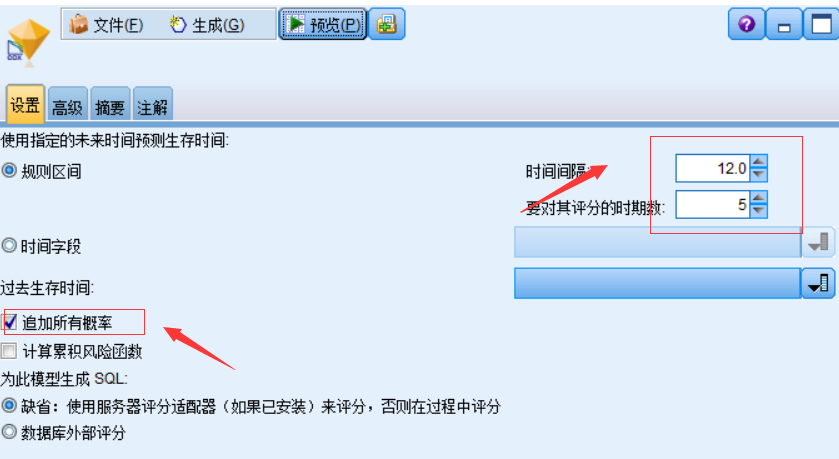 文件(F) 生成(G) 预览(P)
设置 高级 摘要 注解
使用指定的未来时间预测生存时间:
规则区间 时间间隔: 12.0
要对其评分的时期数: 5
时间字段
过去生存时间:
追加所有概率
计算累积风险函数
为此模型生成 SQL:
缺省：使用服务器评分适配器（如果已安装）来评分，否则在过程中评分
数据库外部评分